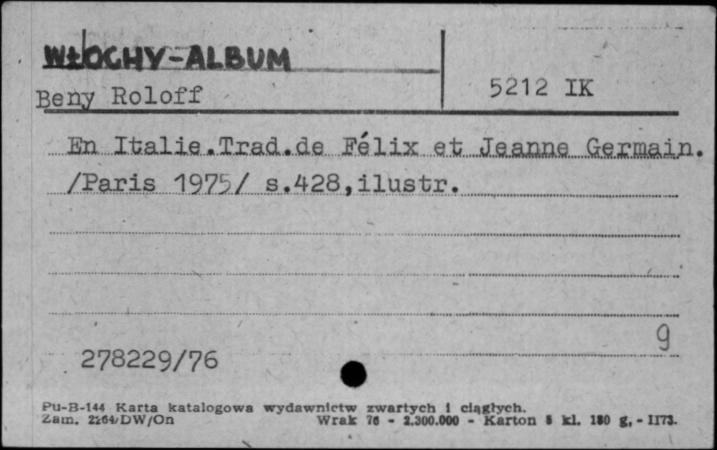 WŁOCHY-ALBUM
5212 IK
Beny Roloff
En Italie.Trad.de Félix et Jeanne Germain.
/Paris 1975/ s.428,ilustr.
9
278229/76
Pu-B-144 Karta katalogowa wydawnictw zwartych i ciągłych.
Zam. 2264/DW/On Wrak 76 - 2.300.000 - Karton 5 kl. 180 g, - II73.